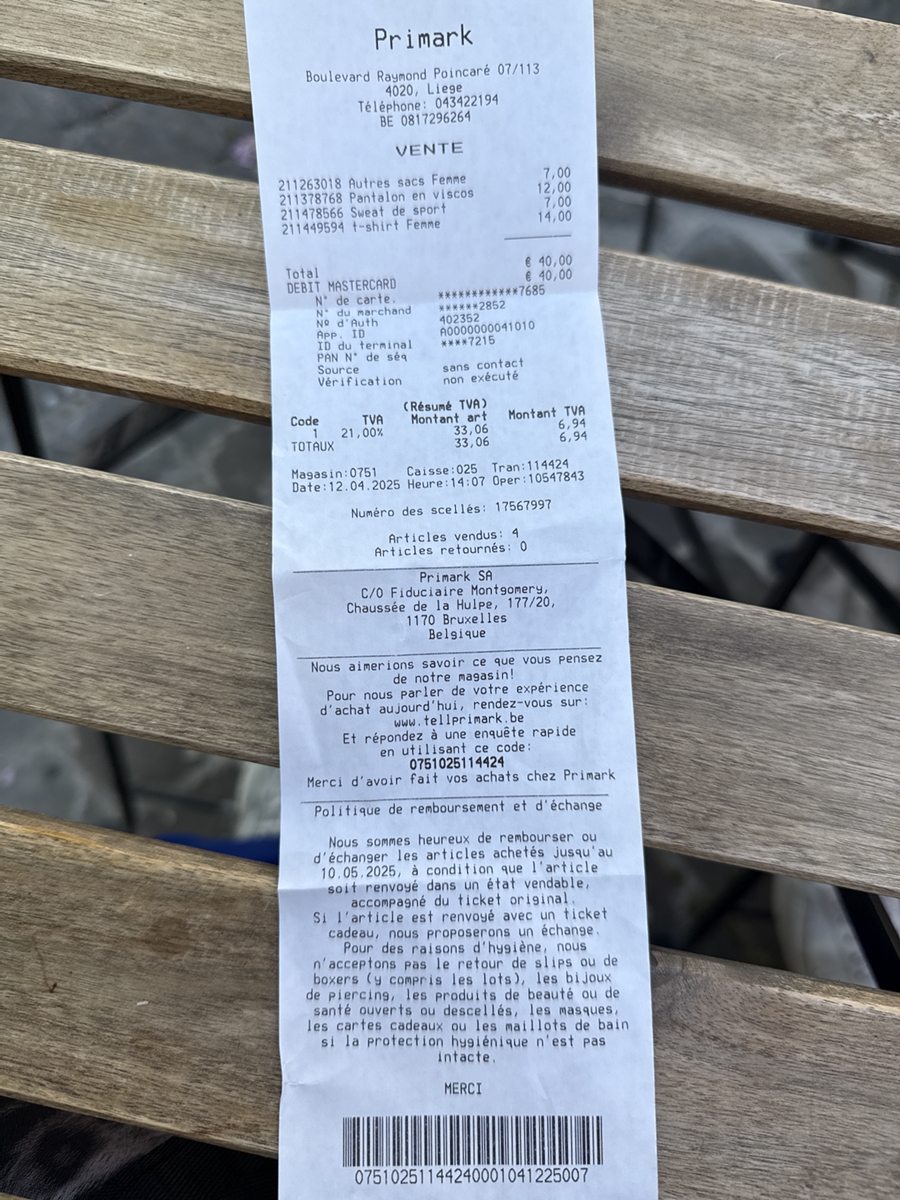 Primark
Boulevard Raymond Poincaré 07/113
4020, Liege
Téléphone: 043422194
BE 0817296264
VENTE
211263018 Autres sacs Femme 7,00
211378768 Pantalon en viscos 12,00
211478566 Sweat de sport 7,00
211449594 t-shirt Femme 14,00
Total € 40,00
DEBIT MASTERCARD € 40,00
N° de carte. ************7685
N° du marchand ******2852
Nº d'Auth 402352
App. ID A0000000041010
ID du terminal ****7215
PAN N° de séq
Source sans contact
Vérification non exécuté
(Résumé TVA)
Code TVA Montant art Montant TVA
1 21,00% 33,06 6,94
TOTAUX 33,06 6,94
Magasin:0751 Caisse:025 Tran:114424
Date:12.04.2025 Heure:14:07 Oper:10547843
Numéro des scellés: 17567997
Articles vendus: 4
Articles retournés: 0
Primark SA
C/O Fiduciaire Montgomery,
Chaussée de la Hulpe, 177/20,
1170 Bruxelles
Belgique
Nous aimerions savoir ce que vous pensez
de notre magasin!
Pour nous parler de votre expérience
d'achat aujourd'hui, rendez-vous sur:
www.tellprimark.be
Et répondez à une enquête rapide
en utilisant ce code:
0751025114424
Merci d'avoir fait vos achats chez Primark
Politique de remboursement et d'échange
Nous sommes heureux de rembourser ou
d'échanger les articles achetés jusqu'au
10.05.2025, à condition que l'article
soit renvoyé dans un état vendable,
accompagné du ticket original.
Si l'article est renvoyé avec un ticket
cadeau, nous proposerons un échange.
Pour des raisons d'hygiène, nous
n'acceptons pas le retour de slips ou de
boxers (y compris les lots), les bijoux
de piercing, les produits de beauté ou de
santé ouverts ou descellés, les masques,
les cartes cadeaux ou les maillots de bain
si la protection hygiénique n'est pas
intacte.
MERCI
07510251144240001041225007